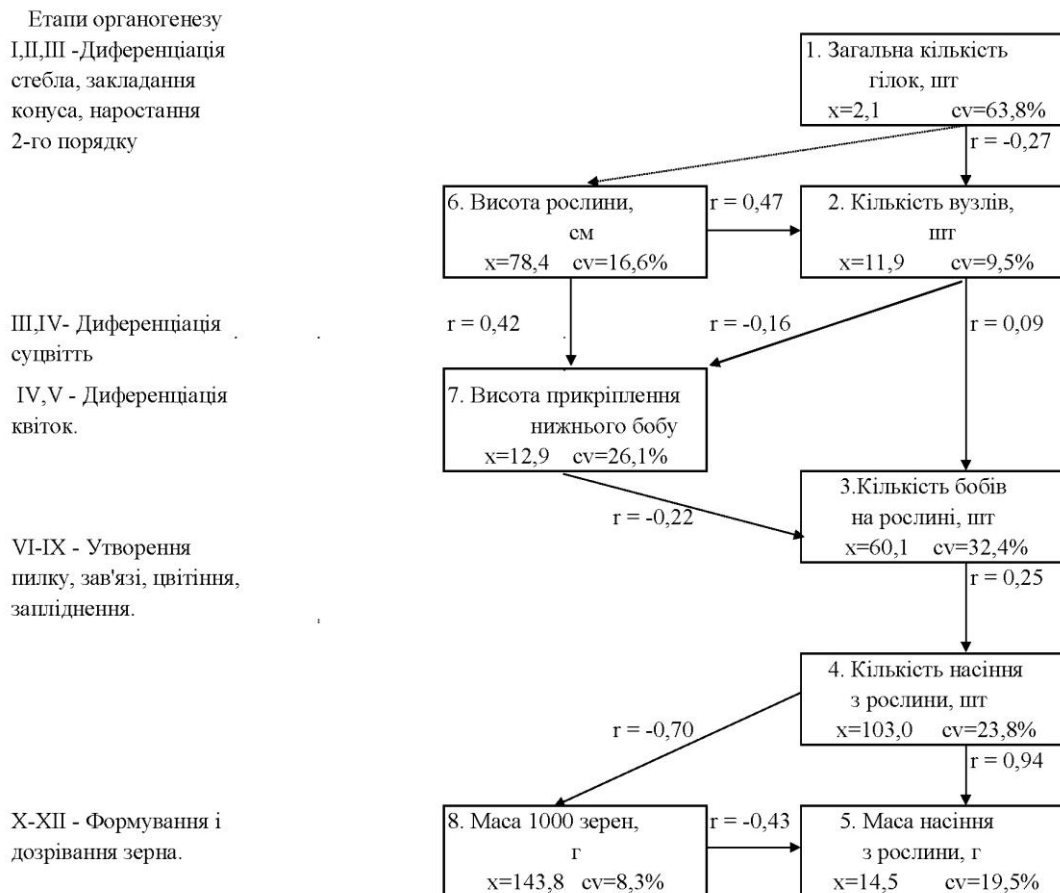 Етапи органогенезу
I,II,III -Диференціація
стебла, закладання
конуса, наростання
2-го порядку
1. Загальна кількість
гілок, шт
x=2,1 cv=63,8%
r = -0,27
6. Висота рослини,
см
x=78,4 cv=16,6%
r = 0,47
2. Кількість вузлів,
шт
x=11,9 cv=9,5%
III,IV- Диференціація
суцвітть
r = 0,42
r = -0,16
r = 0,09
IV,V - Диференціація
квіток.
7. Висота прикріплення
нижнього бобу
x=12,9 cv=26,1%
r = -0,22
3.Кількість бобів
на рослині, шт
x=60,1 cv=32,4%
VI-IX - Утворення
пилку, зав'язі, цвітіння,
запліднення.
r = 0,25
4. Кількість насіння
з рослини, шт
x=103,0 cv=23,8%
r = -0,70
r = 0,94
X-XII - Формування і
дозрівання зерна.
8. Маса 1000 зерен,
г
x=143,8 cv=8,3%
r = -0,43
5. Маса насіння
з рослини, г
x=14,5 cv=19,5%